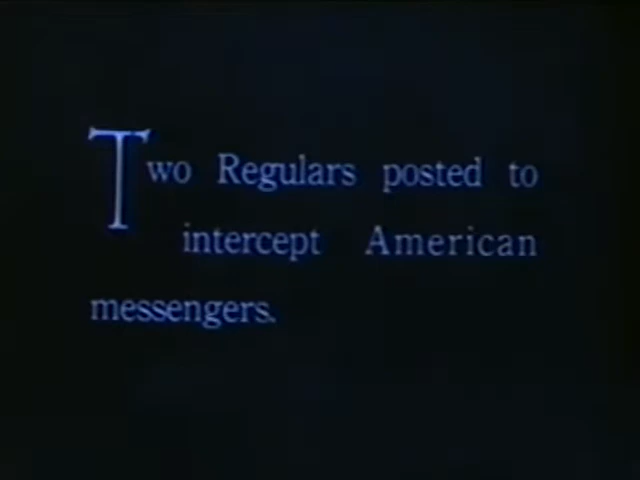 Two Regulars posted to
intercept American
messengers.